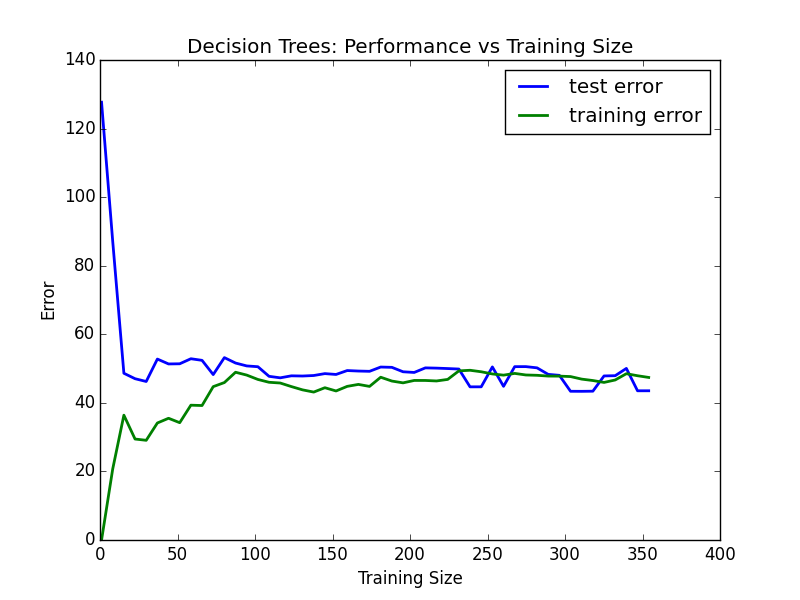 Decision Trees: Performance vs Training Size
140
120
100
80
60
40
20
0
Error
test error
training error
0 50 100 150 200 250 300 350 400
Training Size